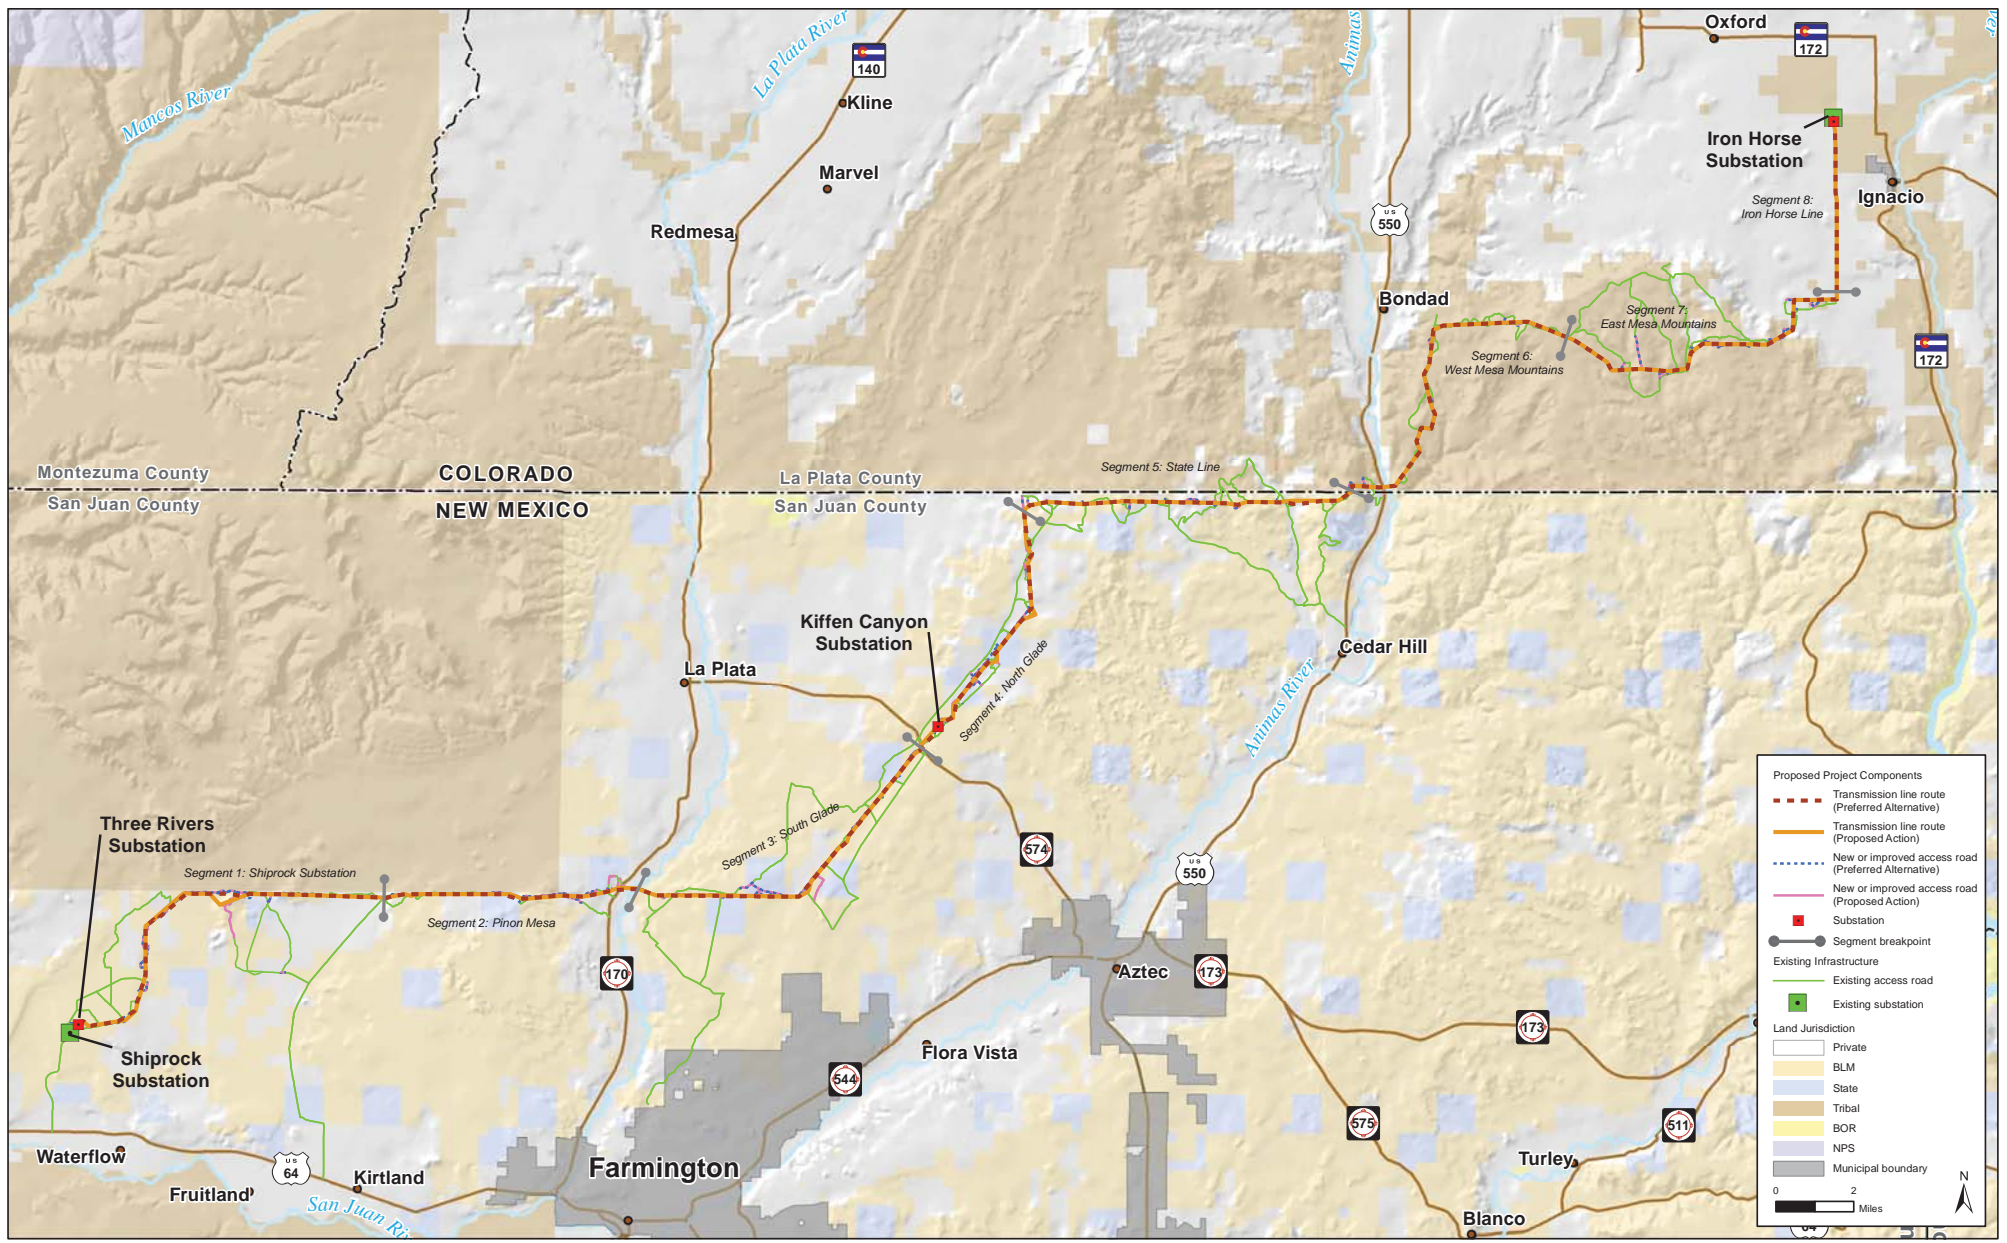 Oxford
172
Animas
La Plata River
140
Kline
Mancos River
Iron Horse
Substation
Marvel
Ignacio
Segment 8:
Iron Horse Line
US
550
Redmesa
Bondad
Segment 7:
East Mesa Mountains
172
Segment 6:
West Mesa Mountains
Segment 5: State Line
Montezuma County
COLORADO
La Plata County
San Juan County
NEW MEXICO
San Juan County
Kiffen Canyon
Substation
Cedar Hill
La Plata
Segment 4: North Glade
Animas River
Three Rivers
Substation
Segment 3: South Glade
574
US
550
Segment 1: Shiprock Substation
Segment 2: Pinon Mesa
170
Aztec
173
173
Flora Vista
Shiprock
Substation
544
575
511
Waterflow
US
64
Kirtland
Fruitland
San Juan Ri
Farmington
Turley
Blanco
Proposed Project Components
Transmission line route
(Preferred Alternative)
Transmission line route
(Proposed Action)
New or improved access road
(Preferred Alternative)
New or improved access road
(Proposed Action)
Substation
Segment breakpoint
Existing Infrastructure
Existing access road
Existing substation
Land Jurisdiction
Private
BLM
State
Tribal
BOR
NPS
Municipal boundary
0 2
Miles
N